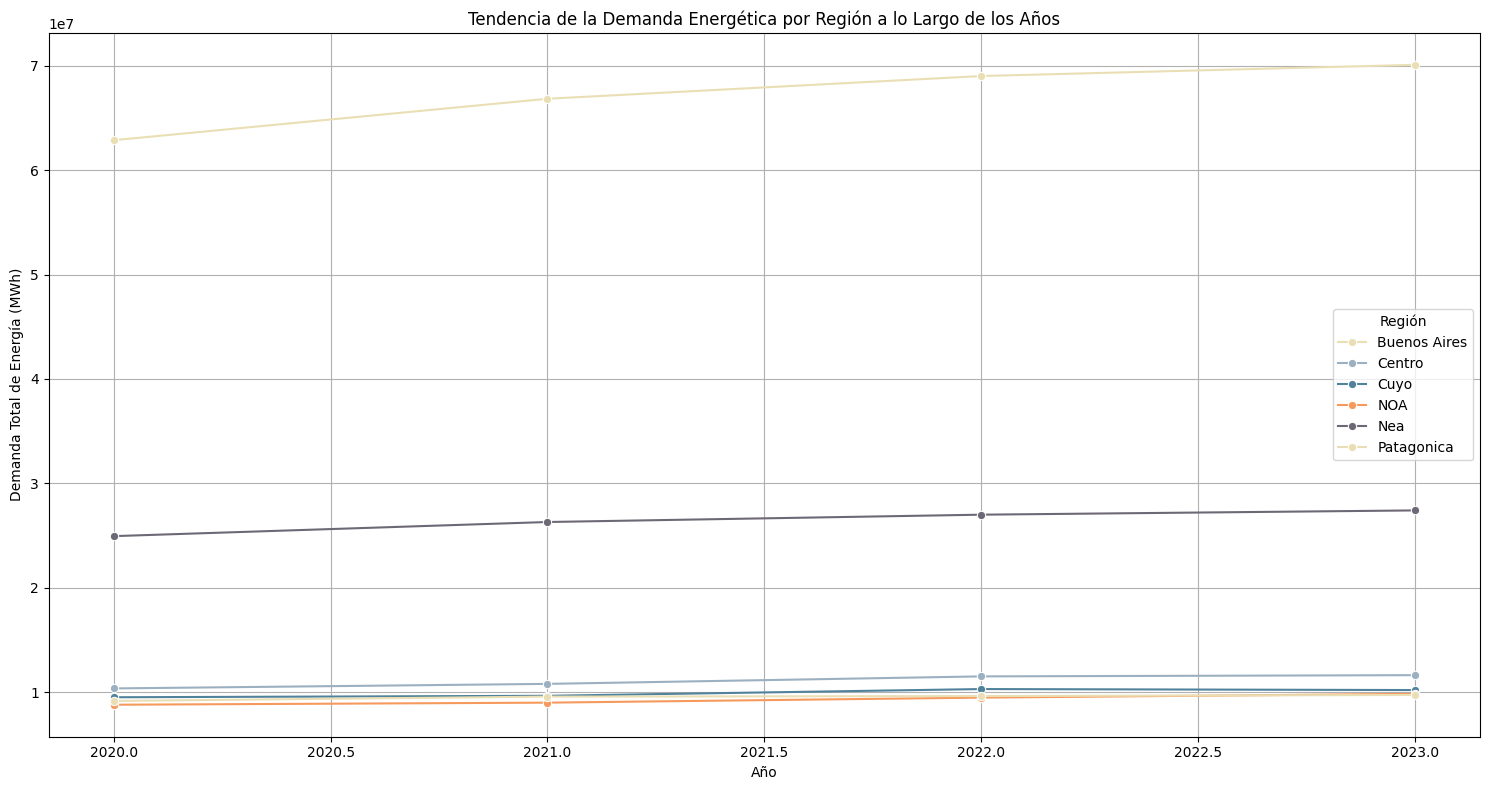 Tendencia de la Demanda Energética por Región a lo Largo de los Años
1e7
7
6
5
4
3
2
1
Demanda Total de Energía (MWh)
Región
Buenos Aires
Centro
Cuyo
NOA
Nea
Patagonica
2020.0 2020.5 2021.0 2021.5 2022.0 2022.5 2023.0
Año